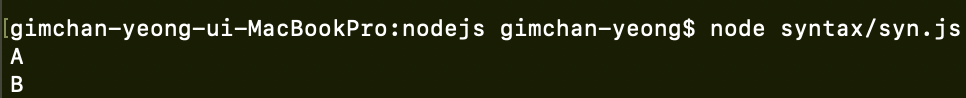 [gimchan-yeong-ui-MacBookPro:nodejs gimchan-yeong$ node syntax/syn.js
A
B